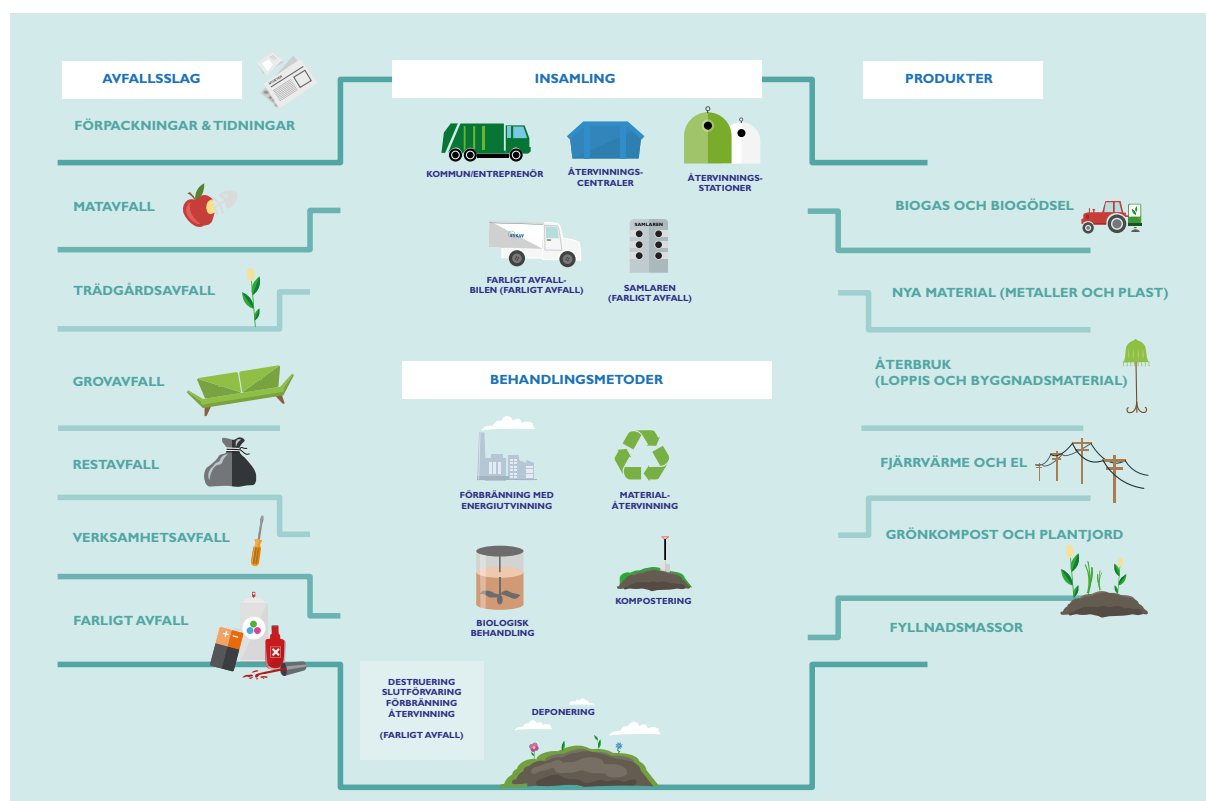 AVFALLSSLAG
FÖRPACKNINGAR & TIDNINGAR
MATAVFALL
TRÄDGÅRDSAVFALL
GROVAVFALL
RESTAVFALL
VERKSAMHETSAVFALL
FARLIGT AVFALL
INSAMLING
KOMMUN/ENTREPRENÖR
ÅTERVINNINGS-
CENTRALER
ÅTERVINNINGS-
STATIONER
FARLIGT AVFALL-
BILEN (FARLIGT AVFALL)
SAMLAREN
SAMLAREN
(FARLIGT AVFALL)
BEHANDLINGSMETODER
FÖRBRÄNNING MED
ENERGIUTVINNING
MATERIAL-
ÅTERVINNING
BIOLOGISK
BEHANDLING
KOMPOSTERING
DESTRUERING
SLUTFÖRVARING
FÖRBRÄNNING
ÅTERVINNING
(FARLIGT AVFALL)
DEPONERING
PRODUKTER
BIOGAS OCH BIOGÖDSEL
NYA MATERIAL (METALLER OCH PLAST)
ÅTERBRUK
(LOPPIS OCH BYGGNADSMATERIAL)
FJÄRRVÄRME OCH EL
GRÖNKOMPOST OCH PLANTJORD
FYLLNADSMASSOR